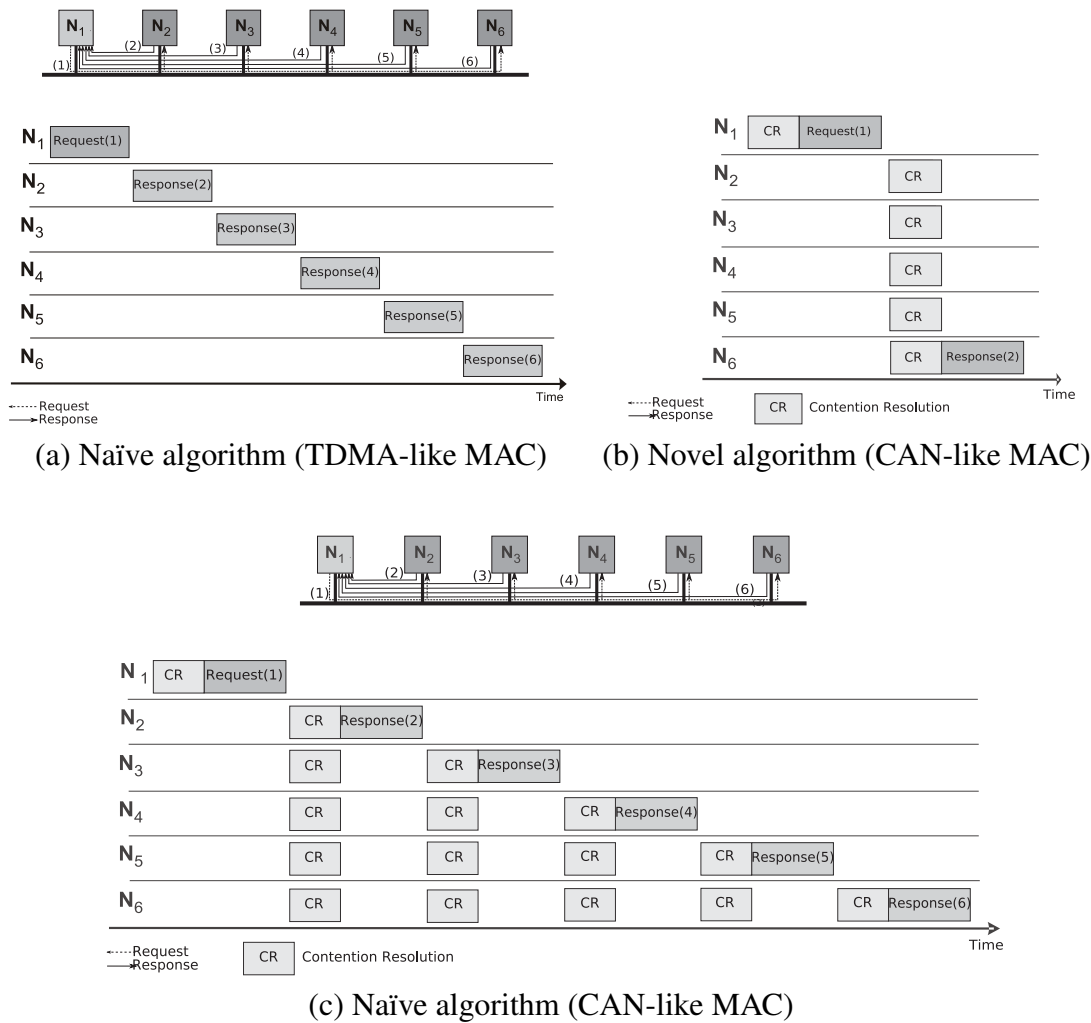 N1 N2 N3 N4 N5 N6
(1) (2) (3) (4) (5) (6)
N1 Request(1)
N2 Response(2)
N3 Response(3)
N4 Response(4)
N5 Response(5)
N6 Response(6)
Time
Request
Response
(a) Naïve algorithm (TDMA-like MAC)
N1 CR Request(1)
N2 CR
N3 CR
N4 CR
N5 CR
N6 CR Response(2)
Time
Request
Response
CR Contention Resolution
(b) Novel algorithm (CAN-like MAC)
N1 N2 N3 N4 N5 N6
(1) (2) (3) (4) (5) (6)
N1 CR Request(1)
N2 CR Response(2)
N3 CR CR Response(3)
N4 CR CR CR Response(4)
N5 CR CR CR CR Response(5)
N6 CR CR CR CR CR Response(6)
Time
Request
Response
CR Contention Resolution
(c) Naïve algorithm (CAN-like MAC)